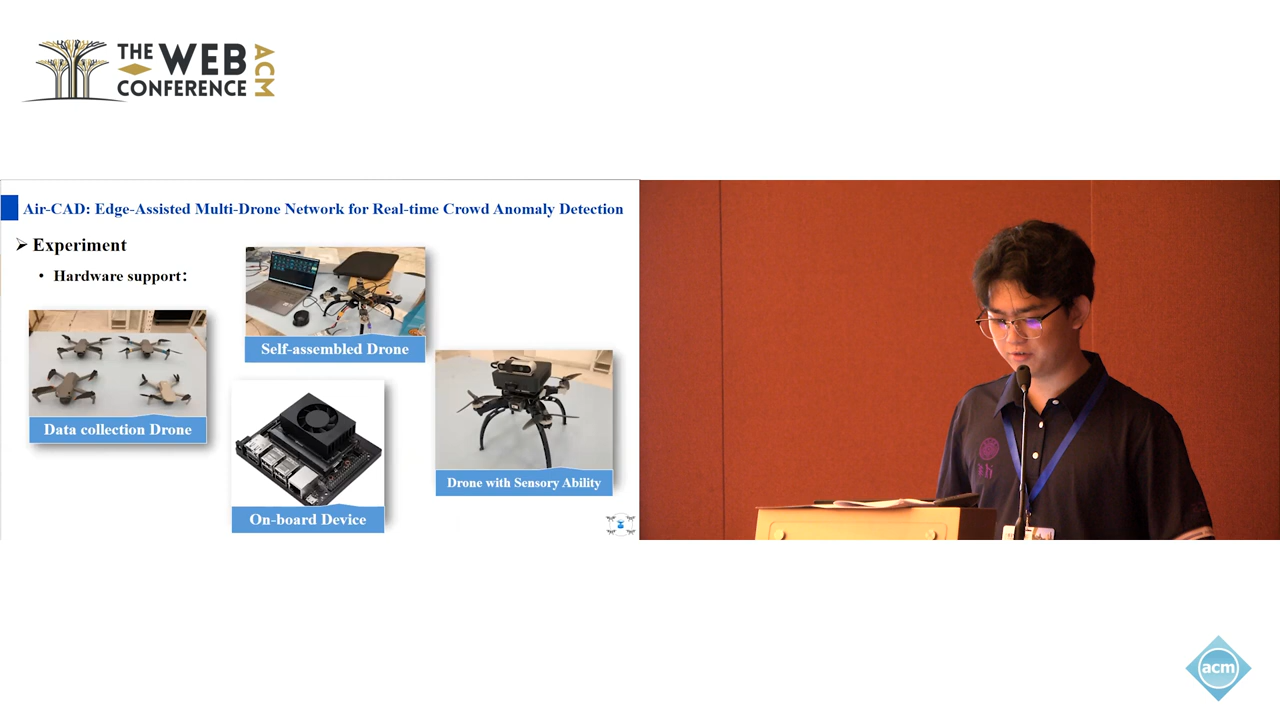 THE WEB
CONFERENCE
ACM
Air-CAD: Edge-Assisted Multi-Drone Network for Real-time Crowd Anomaly Detection
➢ Experiment
• Hardware support：
Self-assembled Drone
Data collection Drone
Drone with Sensory Ability
On-board Device
acm